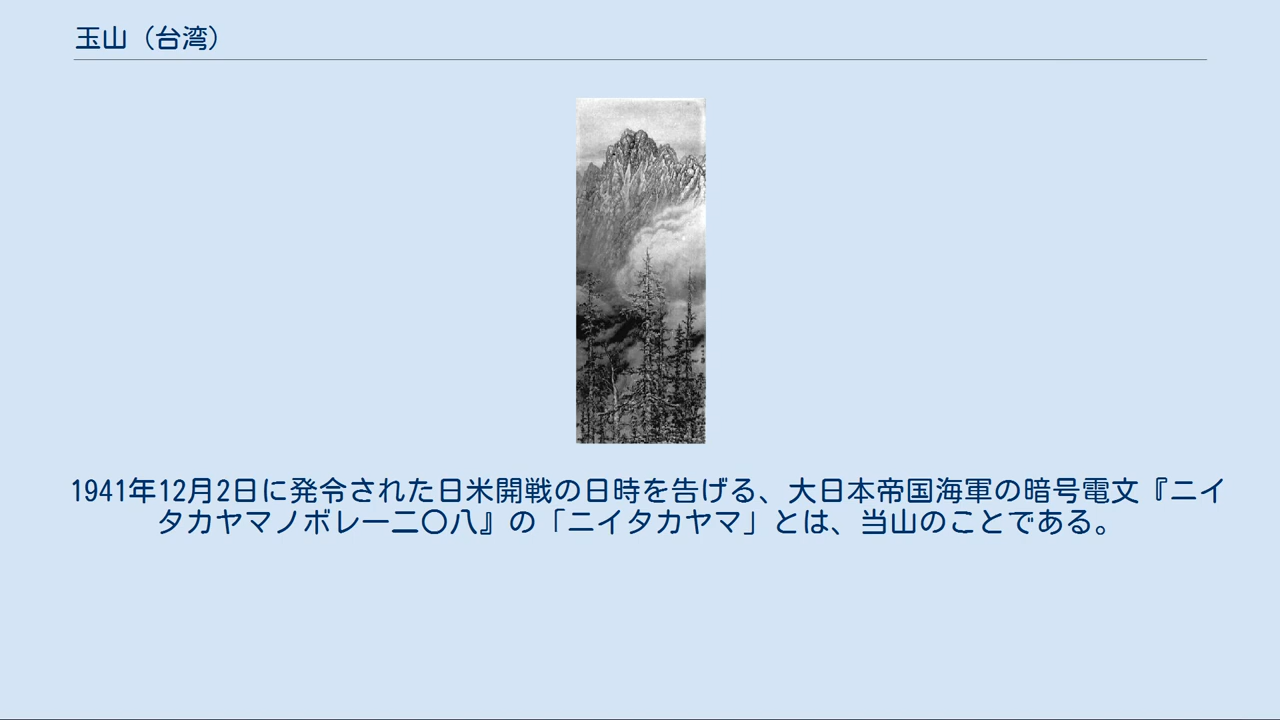 玉山（台湾）
1941年12月2日に発令された日米開戦の日時を告げる、大日本帝国海軍の暗号電文『ニイ
タカヤマノボレ一二〇八』の「ニイタカヤマ」とは、当山のことである。